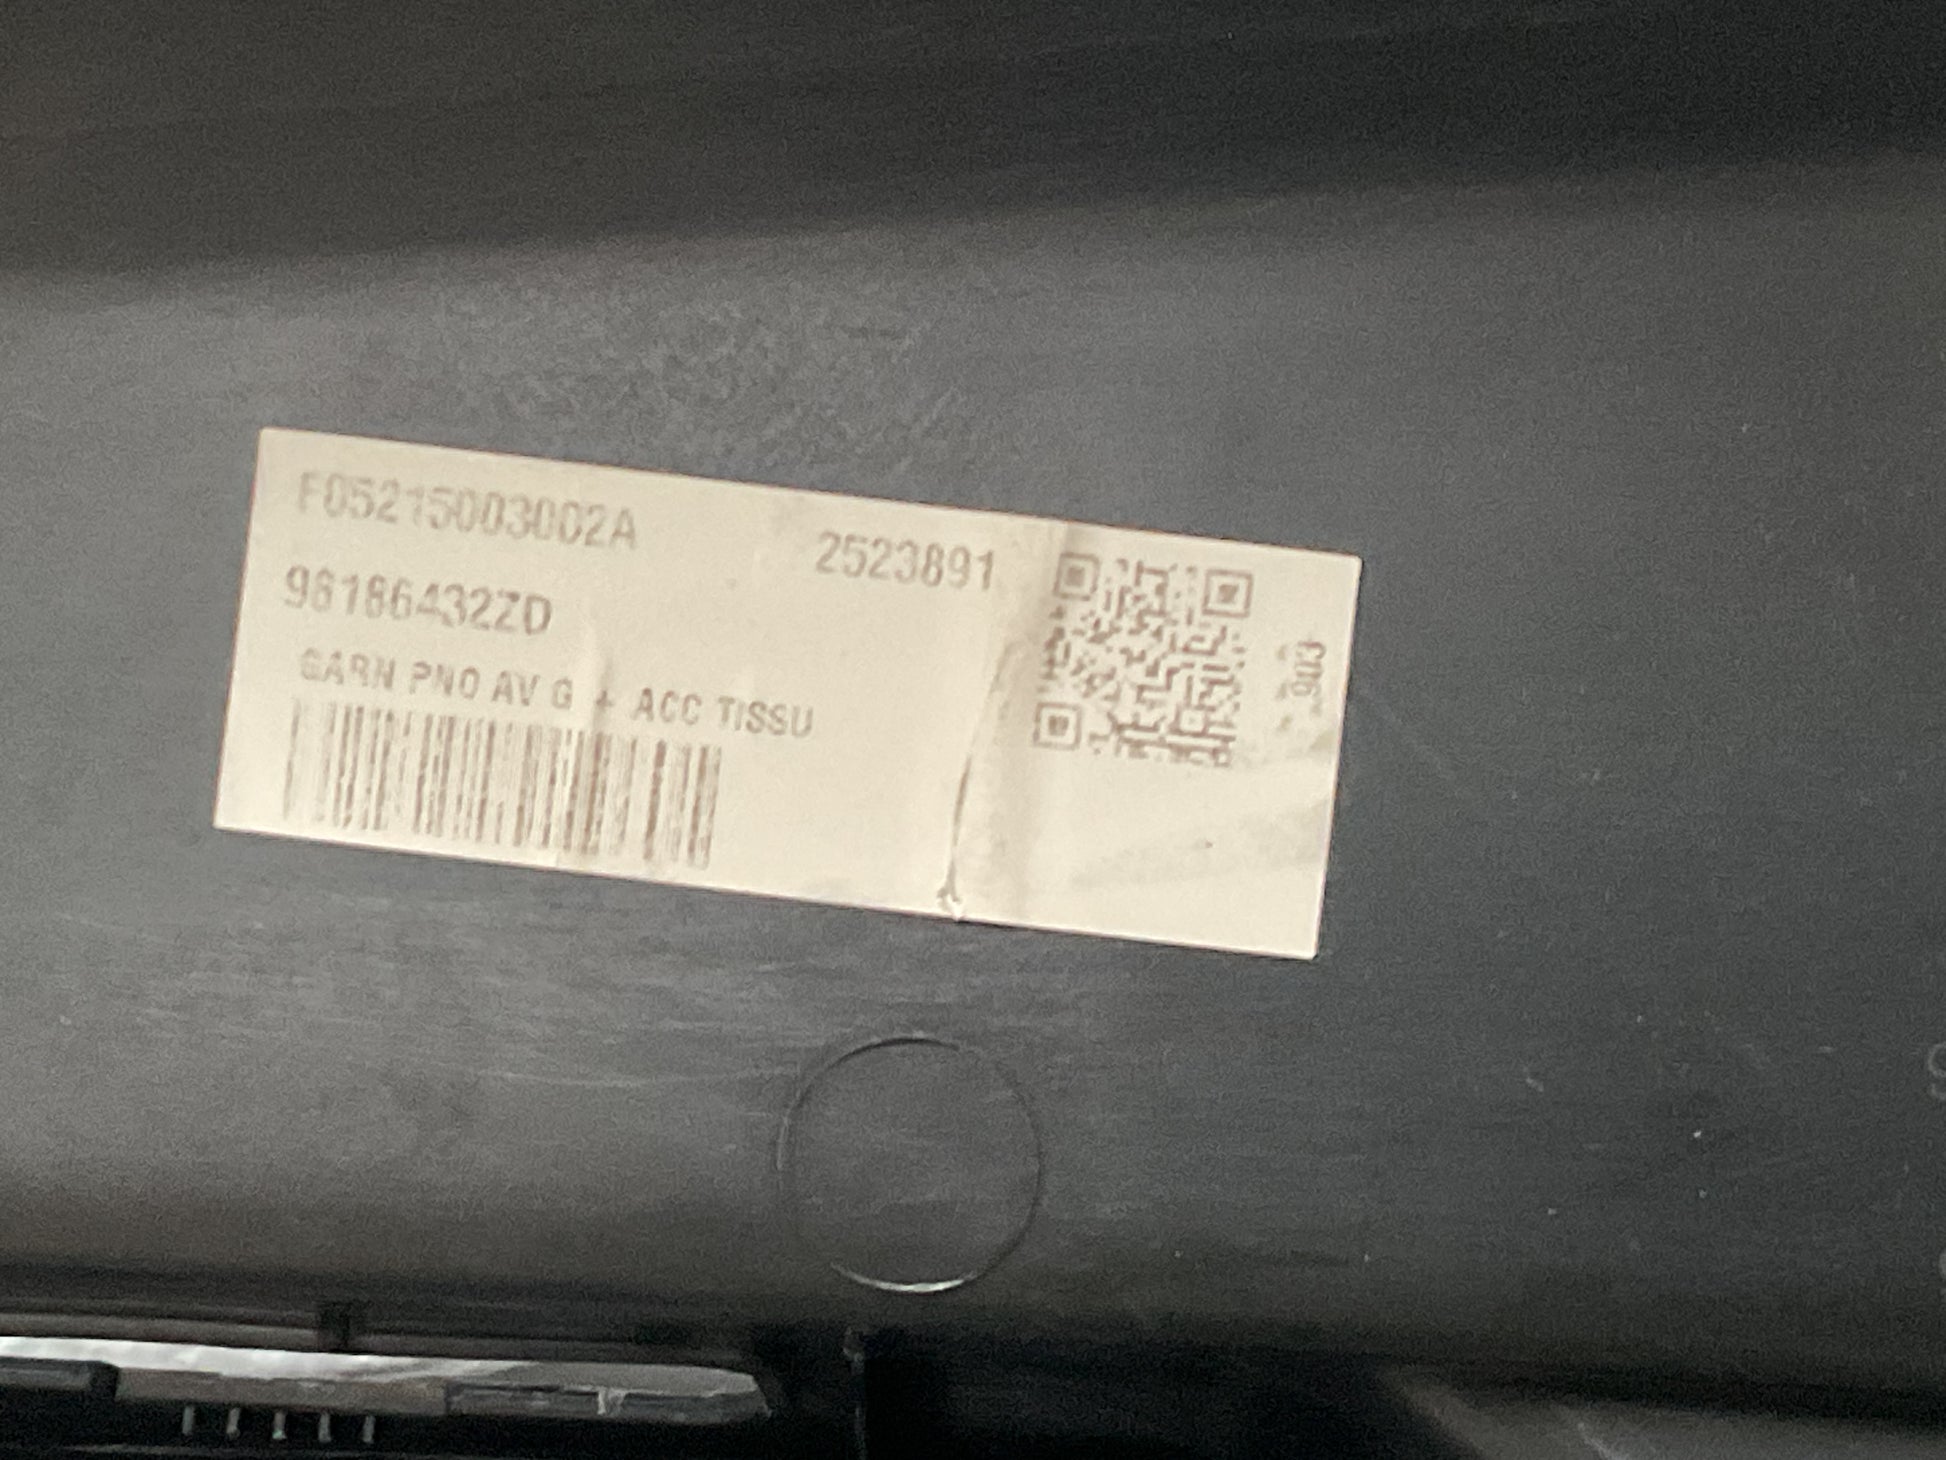 F05215003002A
2523891
98186432ZD
GARN PNO AV G + ACC TISSU
903